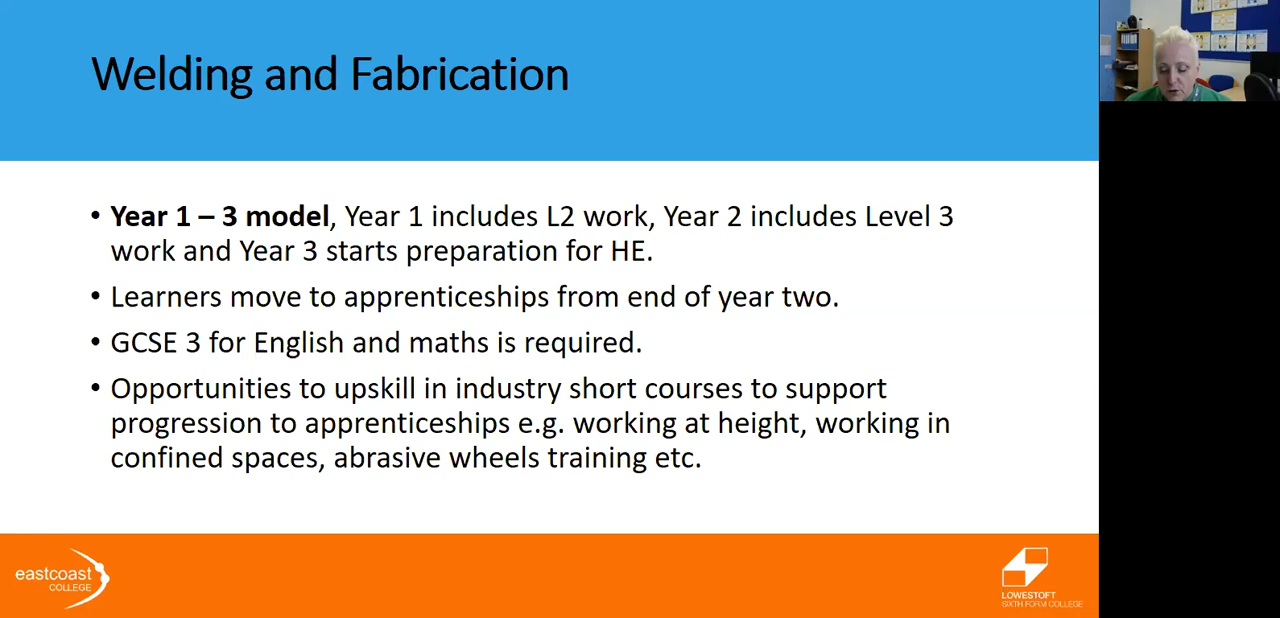 Welding and Fabrication
• Year 1 – 3 model, Year 1 includes L2 work, Year 2 includes Level 3
work and Year 3 starts preparation for HE.
• Learners move to apprenticeships from end of year two.
• GCSE 3 for English and maths is required.
• Opportunities to upskill in industry short courses to support
progression to apprenticeships e.g. working at height, working in
confined spaces, abrasive wheels training etc.
eastcoast
COLLEGE
LOWESTOFT
SIXTH FORM COLLEGE